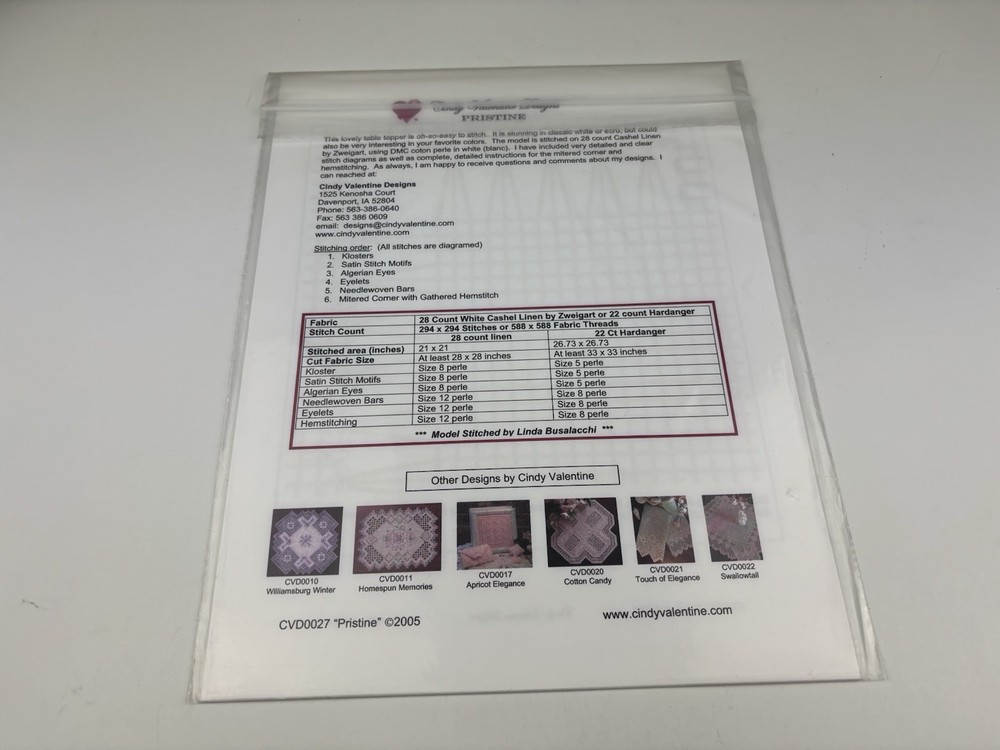 Cindy Valentine Designs
PRISTINE
This lovely table topper is oh-so-easy to stitch. It is stunning in classic white or ecru, but could
also be very interesting in your favorite colors. The model is stitched on 28 count Cashel Linen
by Zweigart, using DMC coton perle in white (blanc). I have included very detailed and clear
stitch diagrams as well as complete, detailed instructions for the mitered corner and
hemstitching. As always, I am happy to receive questions and comments about my designs. I
can reached at:
Cindy Valentine Designs
1525 Kenosha Court
Davenport, IA 52804
Phone: 563-386-0640
Fax: 563 386 0609
email: designs@cindyvalentine.com
www.cindyvalentine.com
Stitching order: (All stitches are diagramed)
1. Klosters
2. Satin Stitch Motifs
3. Algerian Eyes
4. Eyelets
5. Needlewoven Bars
6. Mitered Corner with Gathered Hemstitch
Fabric 28 Count White Cashel Linen by Zweigart or 22 count Hardanger
Stitch Count 294 x 294 Stitches or 588 x 588 Fabric Threads
28 count linen 22 Ct Hardanger
Stitched area (inches) 21 x 21 26.73 x 26.73
Cut Fabric Size At least 28 x 28 inches At least 33 x 33 inches
Kloster Size 8 perle Size 5 perle
Satin Stitch Motifs Size 8 perle Size 5 perle
Algerian Eyes Size 8 perle Size 5 perle
Needlewoven Bars Size 12 perle Size 8 perle
Eyelets Size 12 perle Size 8 perle
Hemstitching Size 12 perle Size 8 perle
*** Model Stitched by Linda Busalacchi ***
Other Designs by Cindy Valentine
CVD0010
Williamsburg Winter
CVD0011
Homespun Memories
CVD0017
Apricot Elegance
CVD0020
Cotton Candy
CVD0021
Touch of Elegance
CVD0022
Swallowtail
CVD0027 "Pristine" ©2005
www.cindyvalentine.com